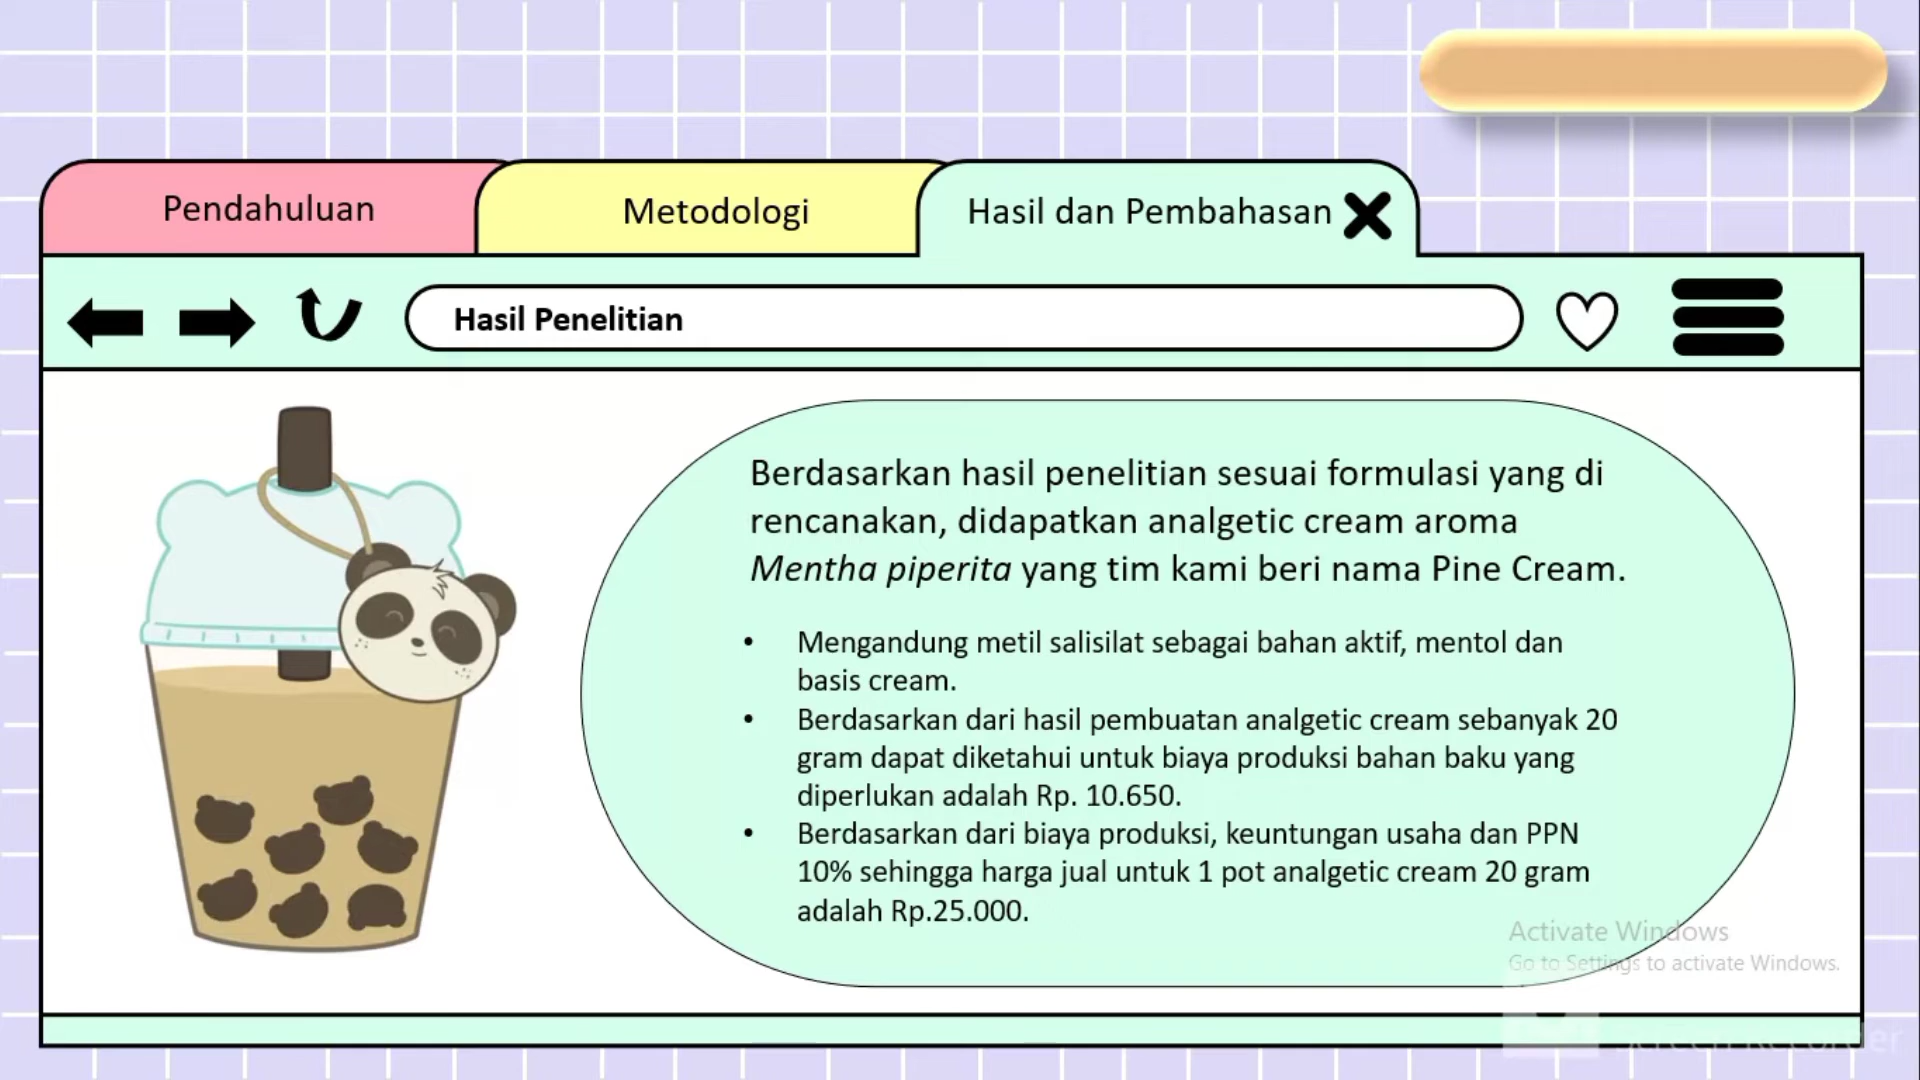 Pendahuluan
Metodologi
Hasil dan Pembahasan
Hasil Penelitian
Berdasarkan hasil penelitian sesuai formulasi yang di
rencanakan, didapatkan analgetic cream aroma
Mentha piperita yang tim kami beri nama Pine Cream.
• Mengandung metil salisilat sebagai bahan aktif, mentol dan
basis cream.
• Berdasarkan dari hasil pembuatan analgetic cream sebanyak 20
gram dapat diketahui untuk biaya produksi bahan baku yang
diperlukan adalah Rp. 10.650.
• Berdasarkan dari biaya produksi, keuntungan usaha dan PPN
10% sehingga harga jual untuk 1 pot analgetic cream 20 gram
adalah Rp.25.000.
Activate Windows
Go to Settings to activate Windows.
Screen Recorder